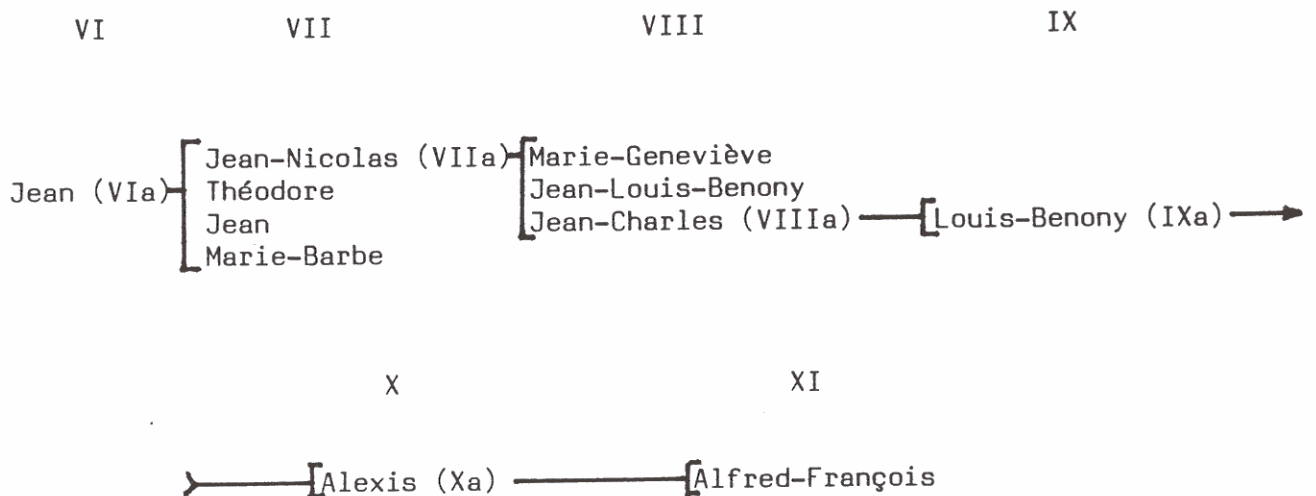 VI VII VIII IX
Jean-Nicolas (VIIa) Marie-Geneviève
Jean (VIa) Théodore Jean-Louis-Benony
Jean Jean-Charles (VIIIa) Louis-Benony (IXa)
Marie-Barbe
X XI
Alexis (Xa) Alfred-François